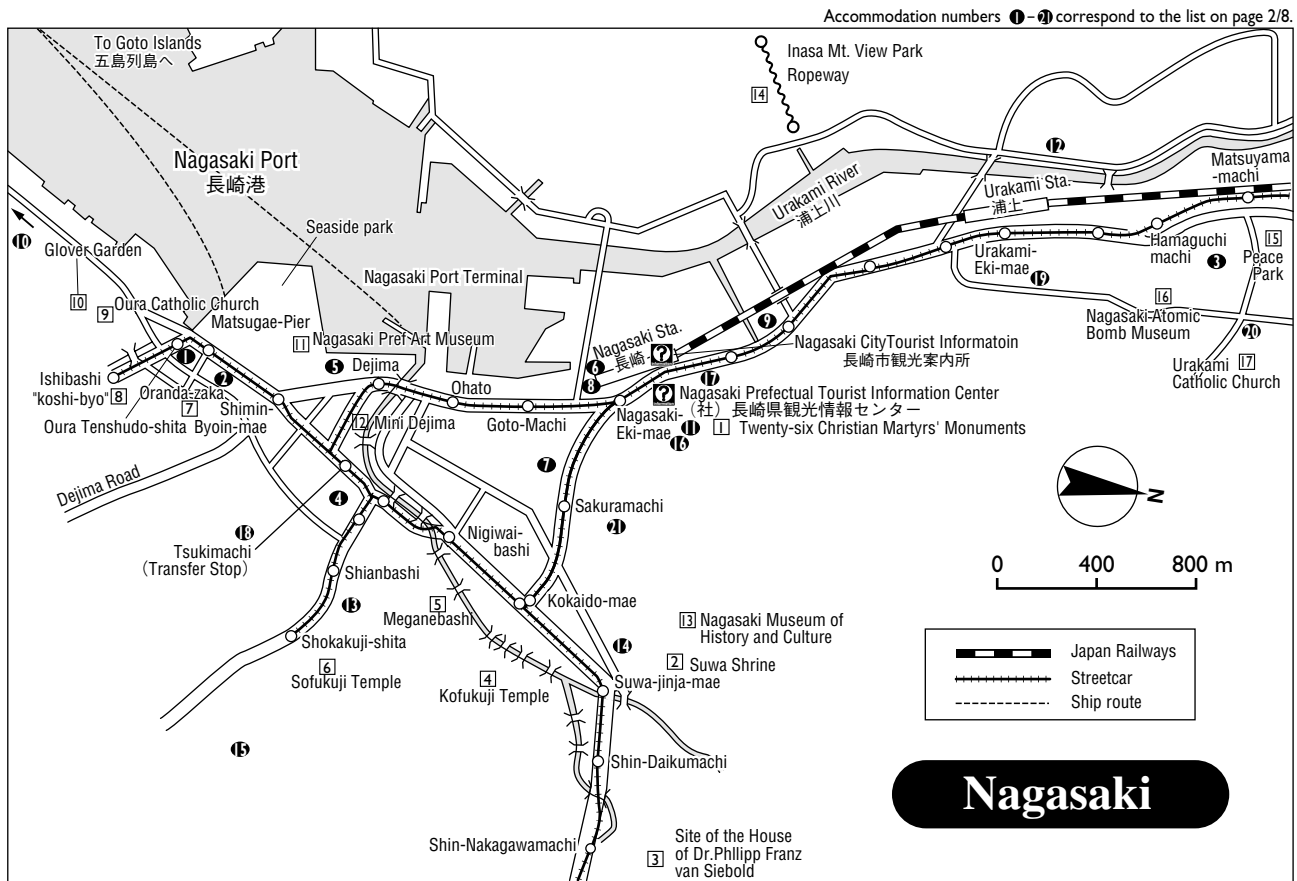 Accommodation numbers 1–21 correspond to the list on page 2/8.
To Goto Islands
五島列島へ
Inasa Mt. View Park
Ropeway
14
12
Nagasaki Port
長崎港
Urakami River
浦上川
Urakami Sta.
浦上
Matsuyama
-machi
Seaside park
10
Glover Garden
10
9
Oura Catholic Church
Matsugae-Pier
Nagasaki Port Terminal
Urakami-
Eki-mae
Hamaguchi
machi
15
Peace
Park
3
19
16
Nagasaki Atomic
Bomb Museum
20
Urakami
Catholic Church
17
11
Nagasaki Pref Art Museum
5
Dejima
Nagasaki Sta.
長崎
6
8
9
?
Nagasaki CityTourist Informatoin
長崎市観光案内所
17
?
Nagasaki Prefectual Tourist Information Center
(社)長崎県観光情報センター
1
2
Ishibashi
"koshi-byo"
8
Oranda-zaka
7
Oura Tenshudo-shita
Shimin-
Byoin-mae
12
Mini Dejima
Ohato
Goto-Machi
Nagasaki-
Eki-mae
11
16
1
Twenty-six Christian Martyrs' Monuments
7
Dejima Road
4
18
Tsukimachi
(Transfer Stop)
Nigiwai-
bashi
Sakuramachi
21
N
0
400
800 m
Shianbashi
13
5
Meganebashi
Kokaido-mae
13
Nagasaki Museum of
History and Culture
14
2
Suwa Shrine
Shokakuji-shita
6
Sofukuji Temple
4
Kofukuji Temple
Suwa-jinja-mae
Japan Railways
Streetcar
Ship route
15
Shin-Daikumachi
Nagasaki
Shin-Nakagawamachi
3
Site of the House
of Dr.Phllipp Franz
van Siebold